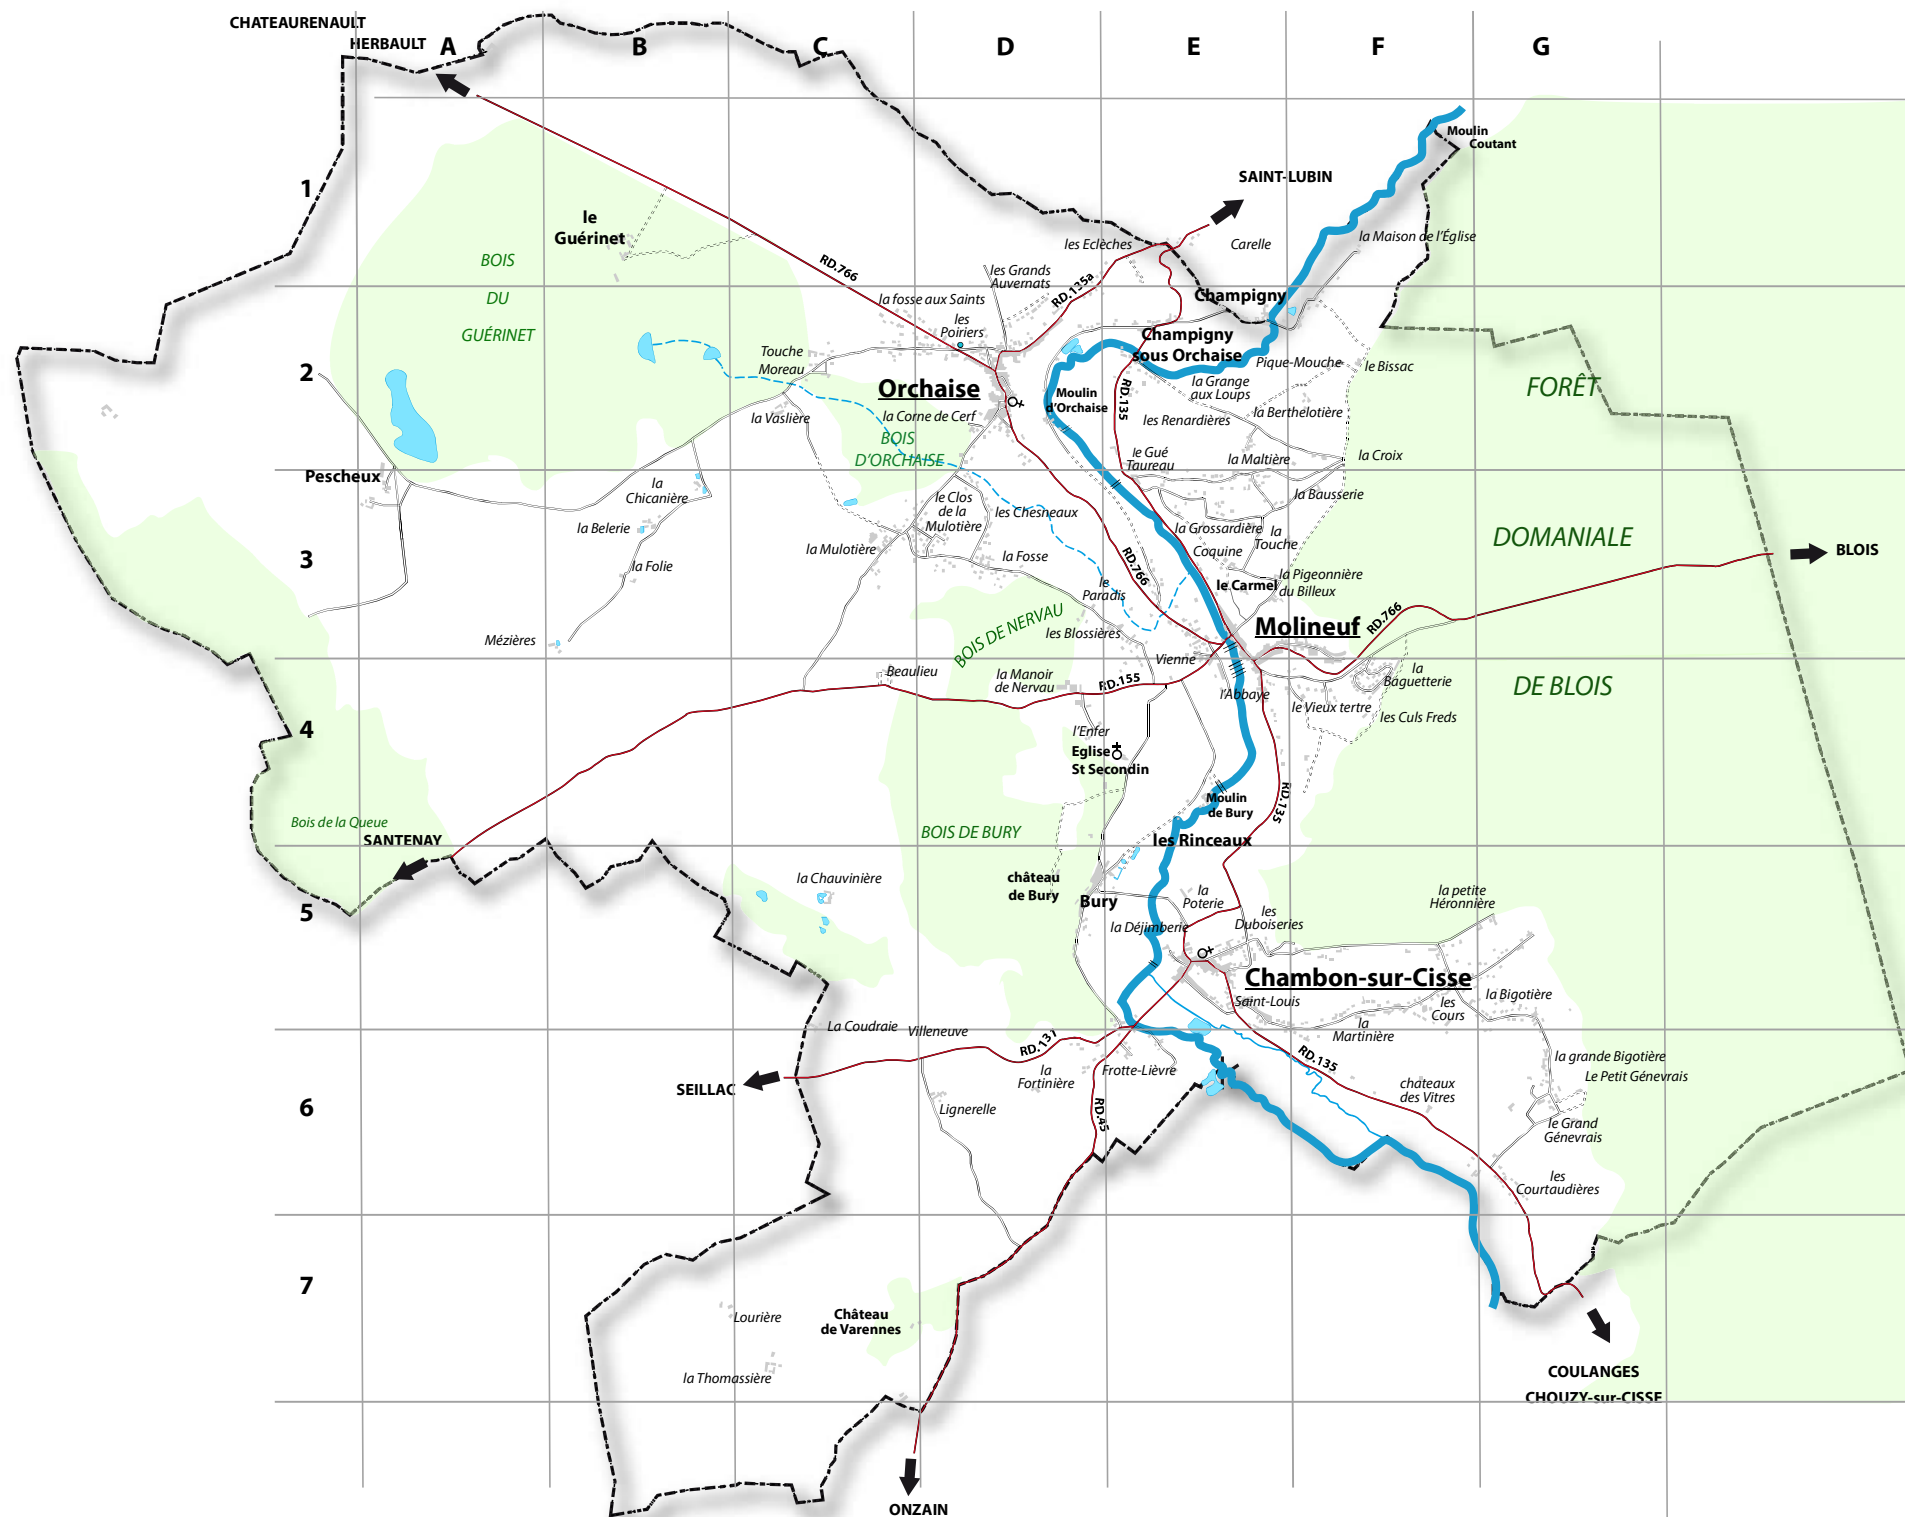 CHATEAURENAULT
HERBAULT
A
B
C
D
E
F
G
1
2
3
4
5
6
7
Moulin
Coutant
SAINT-LUBIN
le
Guérinet
BOIS
DU
GUÉRINET
RD.766
les Eclèches
Carelle
la Maison de l'Église
les Grands
Auvernats
RD.135a
la fosse aux Saints
les
Poiriers
Champigny
Champigny
sous Orchaise
Pique-Mouche
le Bissac
Touche
Moreau
Orchaise
Moulin
d'Orchaise
RD.135
la Grange
aux Loups
la Berthelotière
les Renardières
FORÊT
la Vaslière
la Corne de Cerf
BOIS
D'ORCHAISE
le Gué
Taureau
la Maltière
la Croix
Pescheux
la
Chicanière
la Bausserie
le Clos
de la
Mulotière
les Chesneaux
la Belerie
la Grossardière
la
Touche
Coquine
DOMANIALE
BLOIS
la Mulotière
la Fosse
la Folie
RD.766
le
Paradis
le Carmel
la Pigeonnière
du Billeux
RD.766
Mézières
BOIS DE NERVAU
les Blossières
Molineuf
Vienne
Beaulieu
la Manoir
de Nervau
RD.155
l'Abbaye
la
Baguetterie
le Vieux tertre
les Culs Freds
DE BLOIS
l'Enfer
Eglise
St Secondin
Moulin
de Bury
RD.135
Bois de la Queue
SANTENAY
BOIS DE BURY
les Rinceaux
la Chauvinière
château
de Bury
Bury
la
Poterie
les
Duboiseries
la petite
Héronnière
la Déjimberie
Chambon-sur-Cisse
Saint-Louis
la Bigotière
les
Cours
la
Martinière
La Coudraie
Villeneuve
RD.131
RD.135
la grande Bigotière
Le Petit Génevrais
SEILLAC
la
Fortinière
Frotte-Lièvre
chateaux
des Vitres
Lignerelle
RD.45
le Grand
Génevrais
les
Courtaudières
Lourière
Château
de Varennes
la Thomassière
COULANGES
CHOUZY-sur-CISSE
ONZAIN